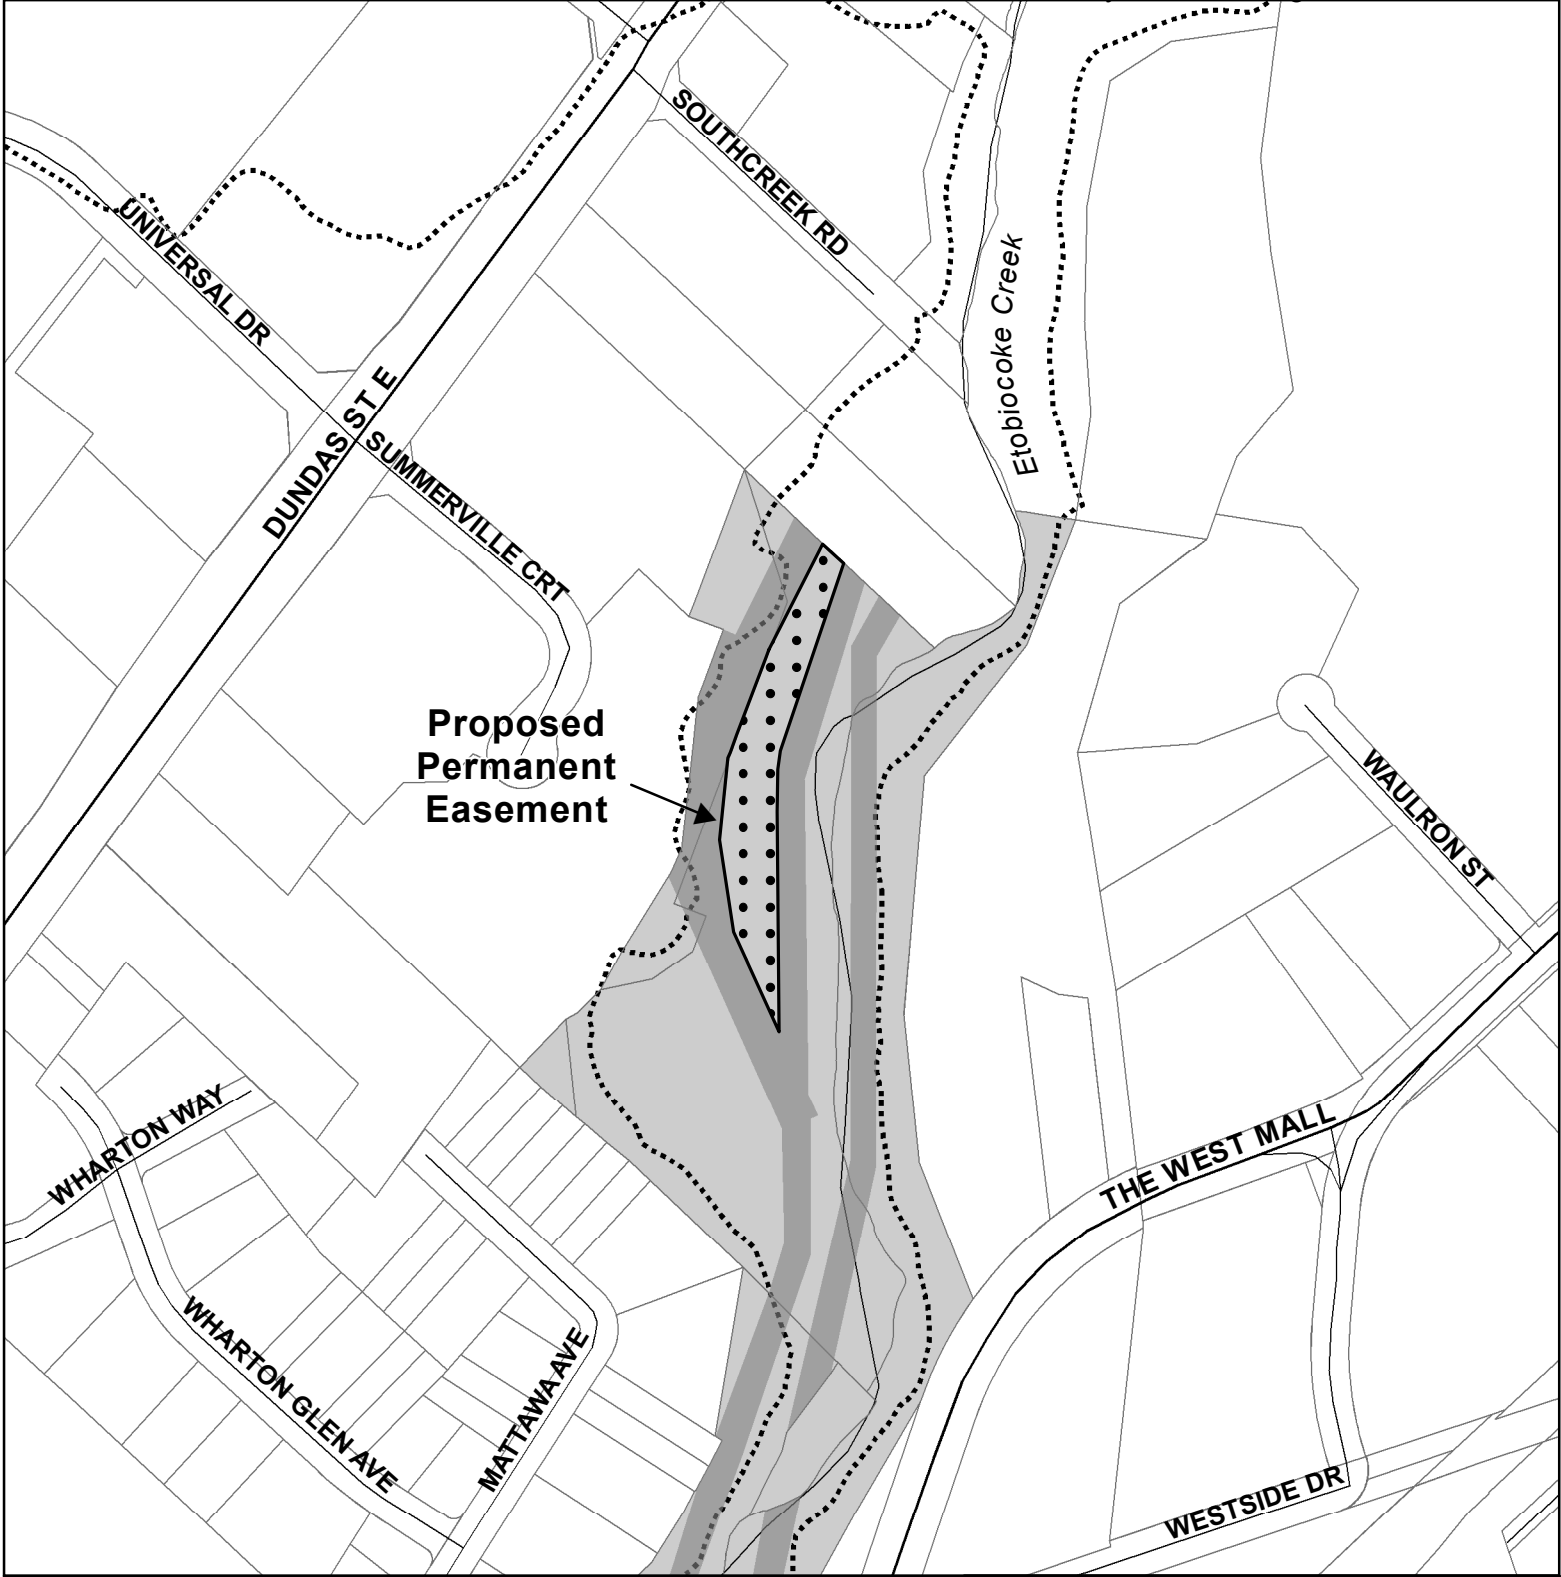 SOUTHCREEK RD
UNIVERSAL DR
Etobiocoke Creek
DUNDAS ST E
SUMMERVILLE CRT
Proposed
Permanent
Easement
WAULRON ST
WHARTON WAY
THE WEST MALL
WHARTON GLEN AVE
MATTAWA AVE
WESTSIDE DR